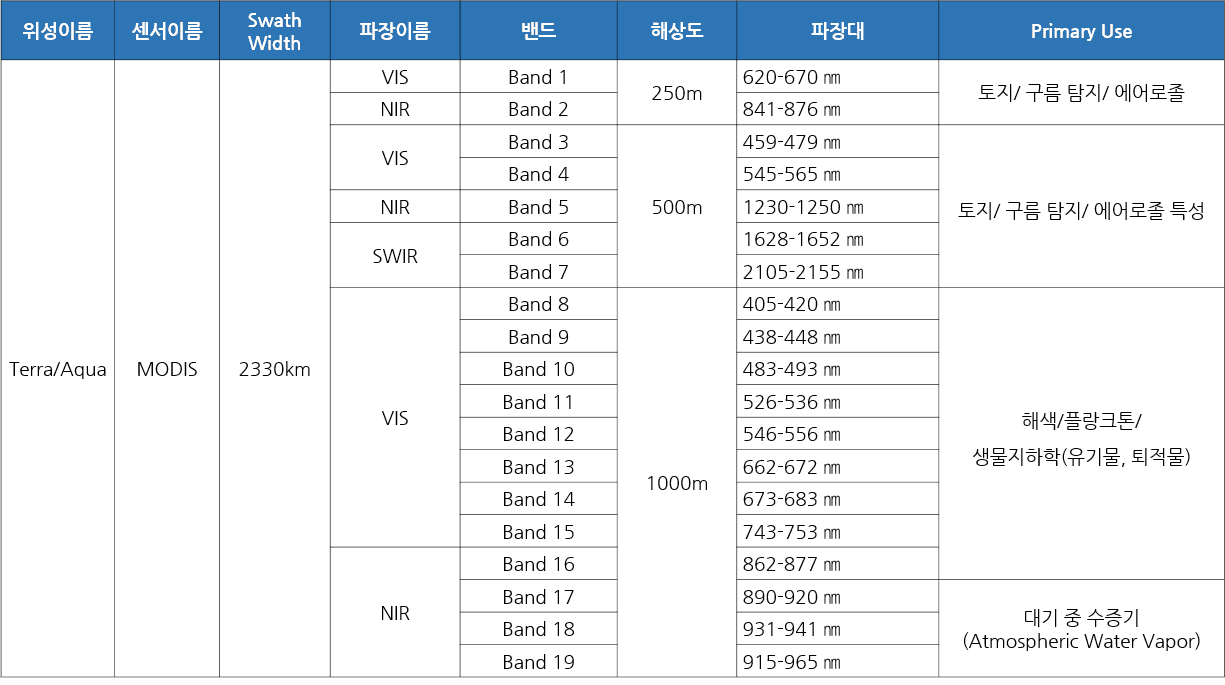 위성이름 센서이름 Swath Width 파장이름 밴드 해상도 파장대 Primary Use
Terra/Aqua MODIS 2330km VIS Band 1 250m 620-670 ㎚ 토지/ 구름 탐지/ 에어로졸
NIR Band 2 841-876 ㎚
VIS Band 3 500m 459-479 ㎚ 토지/ 구름 탐지/ 에어로졸 특성
Band 4 545-565 ㎚
NIR Band 5 1230-1250 ㎚
SWIR Band 6 1628-1652 ㎚
Band 7 2105-2155 ㎚
VIS Band 8 1000m 405-420 ㎚ 해색/플랑크톤/
생물지하학(유기물, 퇴적물)
Band 9 438-448 ㎚
Band 10 483-493 ㎚
Band 11 526-536 ㎚
Band 12 546-556 ㎚
Band 13 662-672 ㎚
Band 14 673-683 ㎚
Band 15 743-753 ㎚
NIR Band 16 862-877 ㎚
Band 17 890-920 ㎚ 대기 중 수증기
(Atmospheric Water Vapor)
Band 18 931-941 ㎚
Band 19 915-965 ㎚